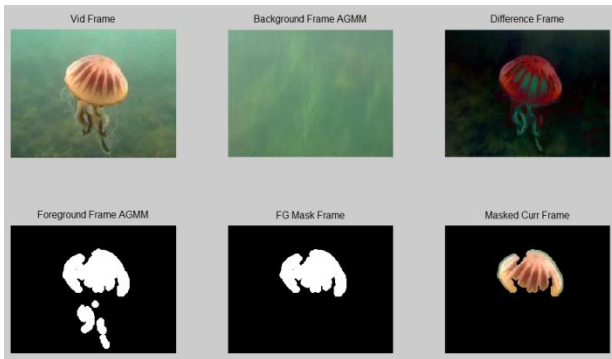 Vid Frame
Background Frame AGMM
Difference Frame
Foreground Frame AGMM
FG Mask Frame
Masked Curr Frame